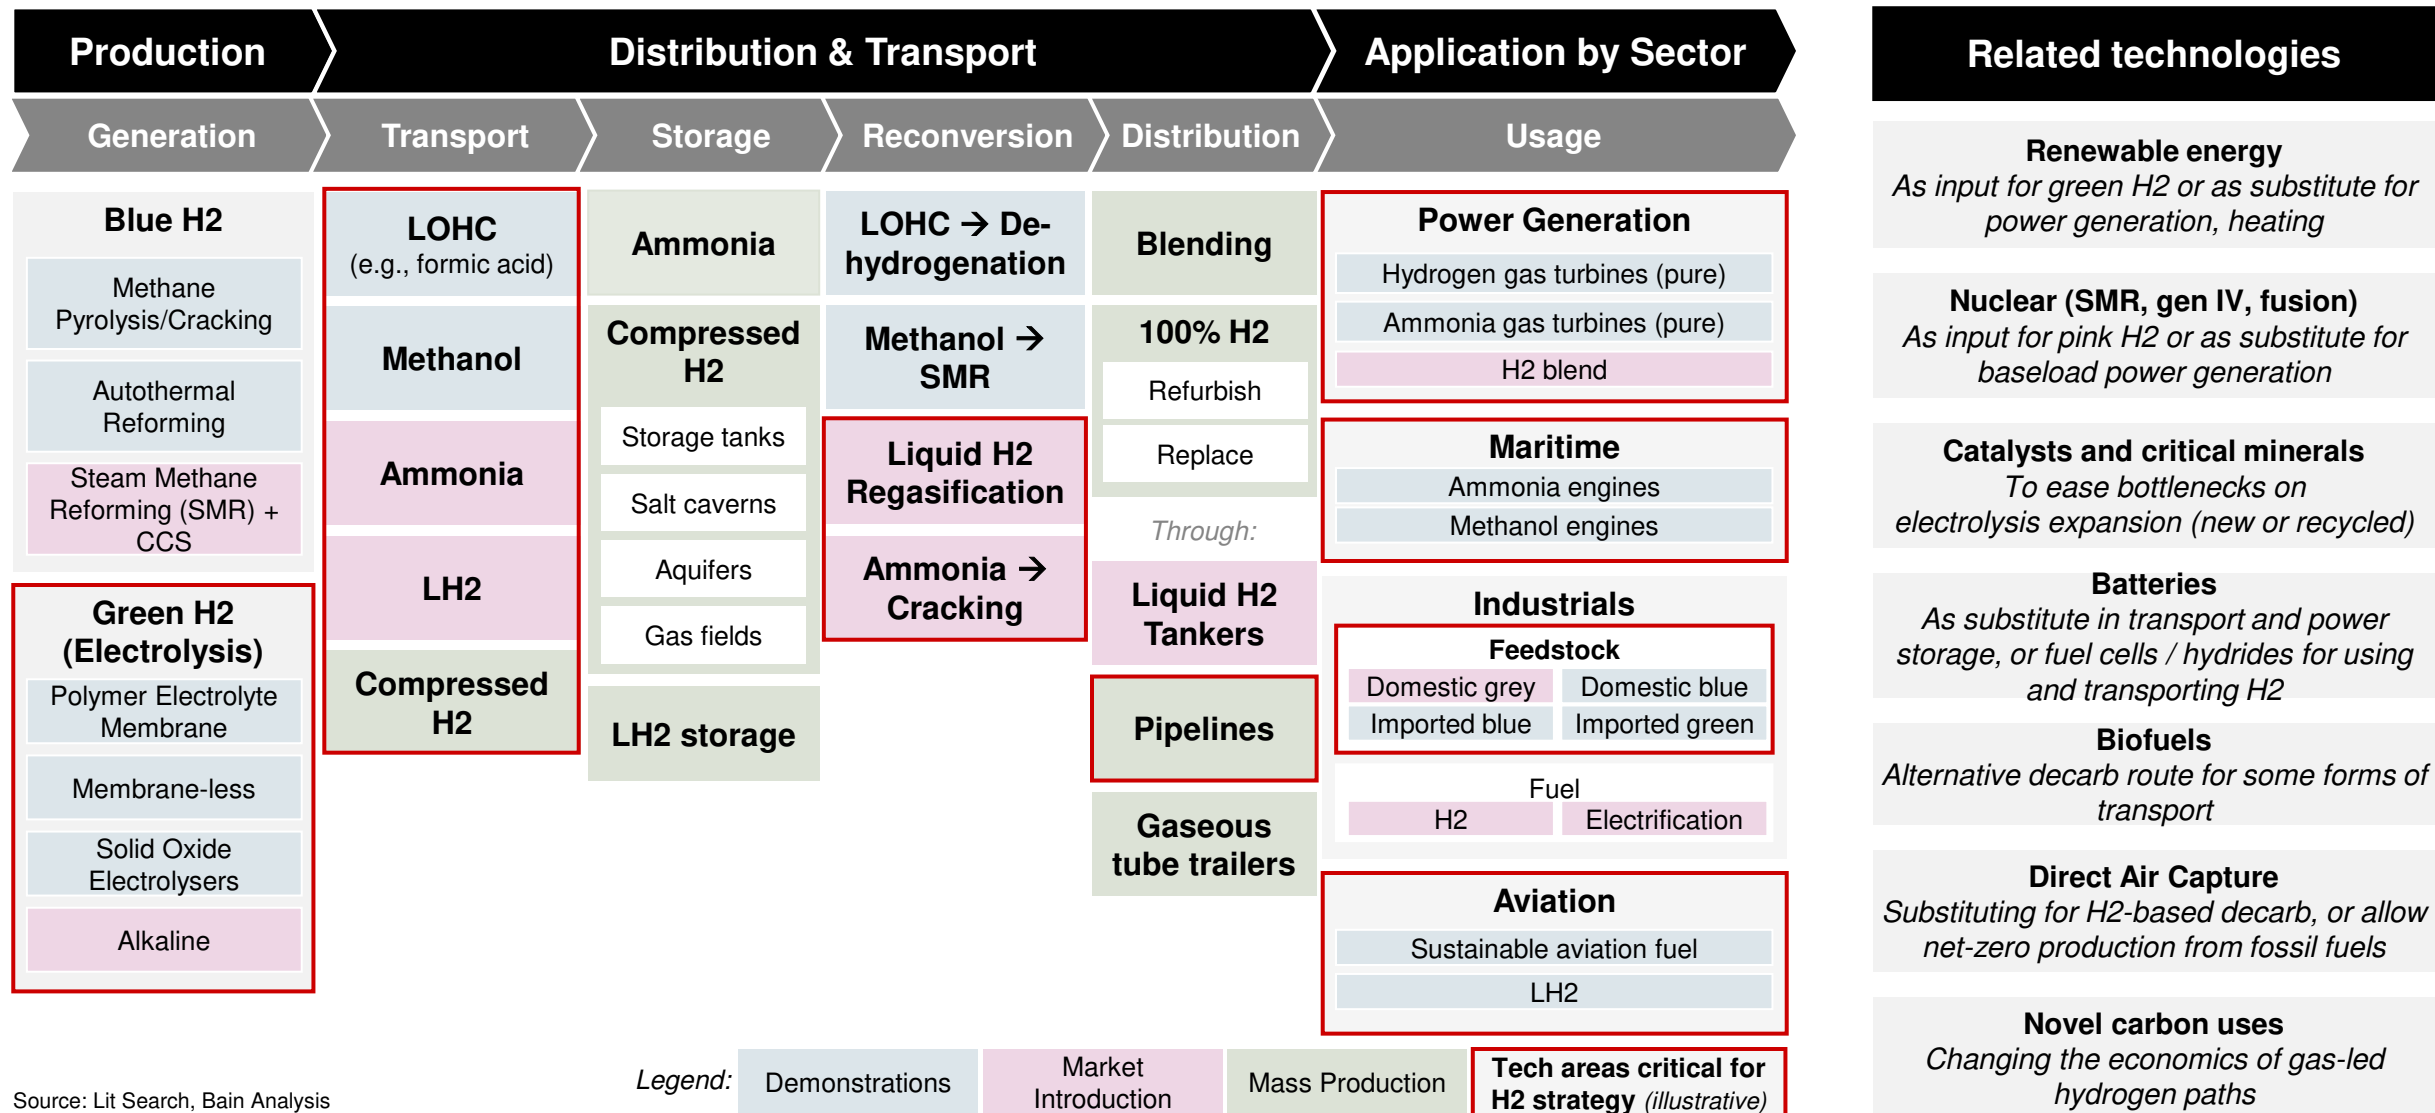 Production
Distribution & Transport
Application by Sector
Related technologies
Generation
Transport
Storage
Reconversion
Distribution
Usage
Blue H2
Methane
Pyrolysis/Cracking
Autothermal
Reforming
Steam Methane
Reforming (SMR) +
CCS
Green H2
(Electrolysis)
Polymer Electrolyte
Membrane
Membrane-less
Solid Oxide
Electrolysers
Alkaline
LOHC
(e.g., formic acid)
Methanol
Ammonia
LH2
Compressed
H2
Ammonia
Compressed
H2
Storage tanks
Salt caverns
Aquifers
Gas fields
LH2 storage
LOHC → De-
hydrogenation
Methanol →
SMR
Liquid H2
Regasification
Ammonia →
Cracking
Blending
100% H2
Refurbish
Replace
Through:
Liquid H2
Tankers
Pipelines
Gaseous
tube trailers
Power Generation
Hydrogen gas turbines (pure)
Ammonia gas turbines (pure)
H2 blend
Maritime
Ammonia engines
Methanol engines
Industrials
Feedstock
Domestic grey
Domestic blue
Imported blue
Imported green
Fuel
H2
Electrification
Aviation
Sustainable aviation fuel
LH2
Renewable energy
As input for green H2 or as substitute for
power generation, heating
Nuclear (SMR, gen IV, fusion)
As input for pink H2 or as substitute for
baseload power generation
Catalysts and critical minerals
To ease bottlenecks on
electrolysis expansion (new or recycled)
Batteries
As substitute in transport and power
storage, or fuel cells / hydrides for using
and transporting H2
Biofuels
Alternative decarb route for some forms of
transport
Direct Air Capture
Substituting for H2-based decarb, or allow
net-zero production from fossil fuels
Novel carbon uses
Changing the economics of gas-led
hydrogen paths
Legend:
Demonstrations
Market
Introduction
Mass Production
Tech areas critical for
H2 strategy (illustrative)
Source: Lit Search, Bain Analysis